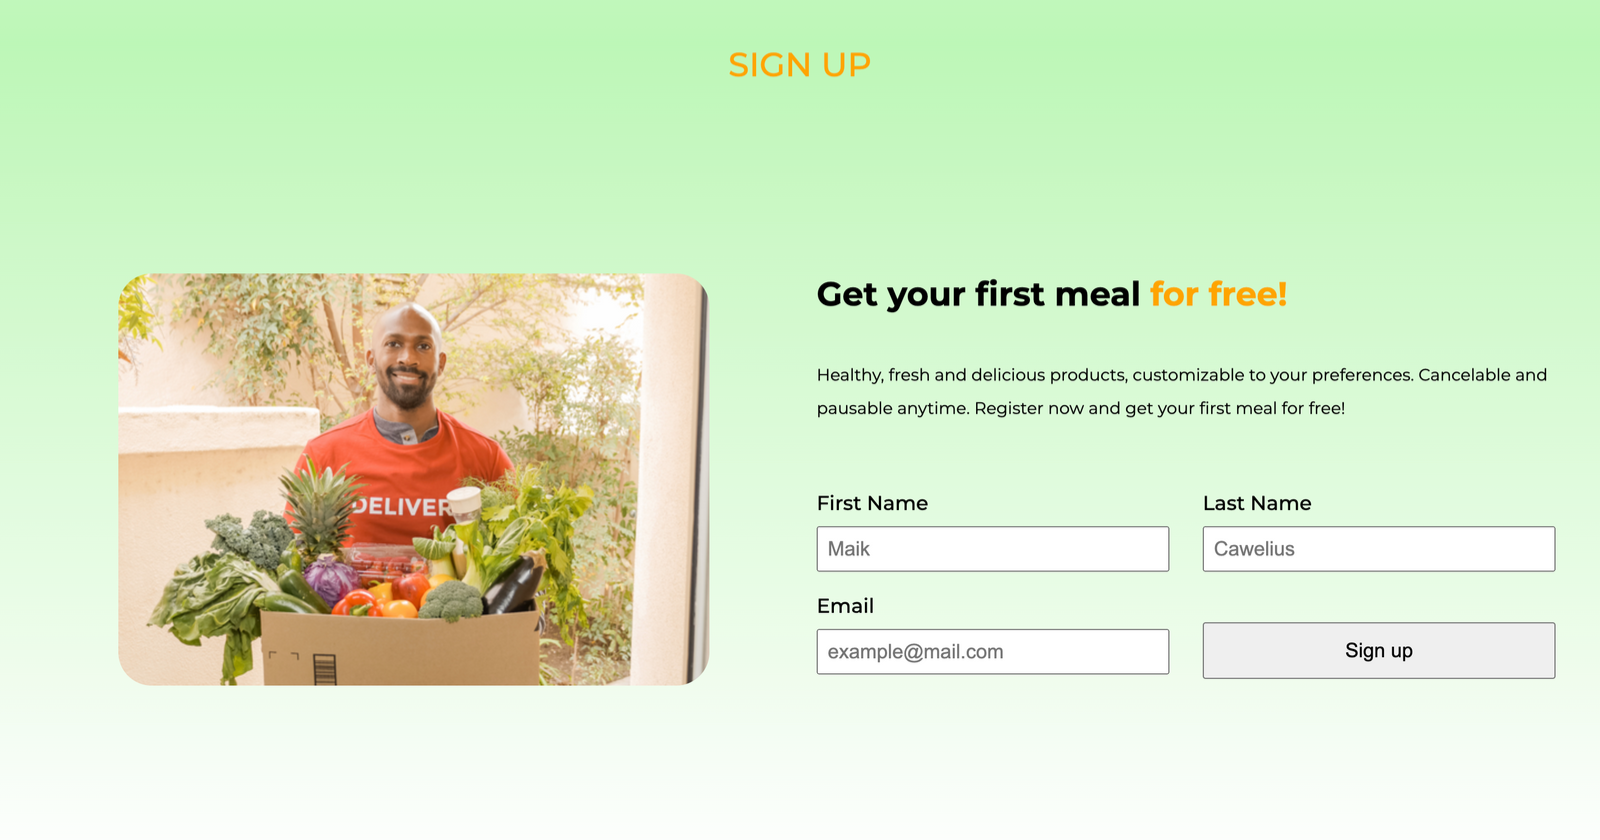 SIGN UP
Get your first meal for free!
Healthy, fresh and delicious products, customizable to your preferences. Cancelable and
pausable anytime. Register now and get your first meal for free!
DELIVER
First Name
Last Name
Maik
Cawelius
Email
example@mail.com
Sign up